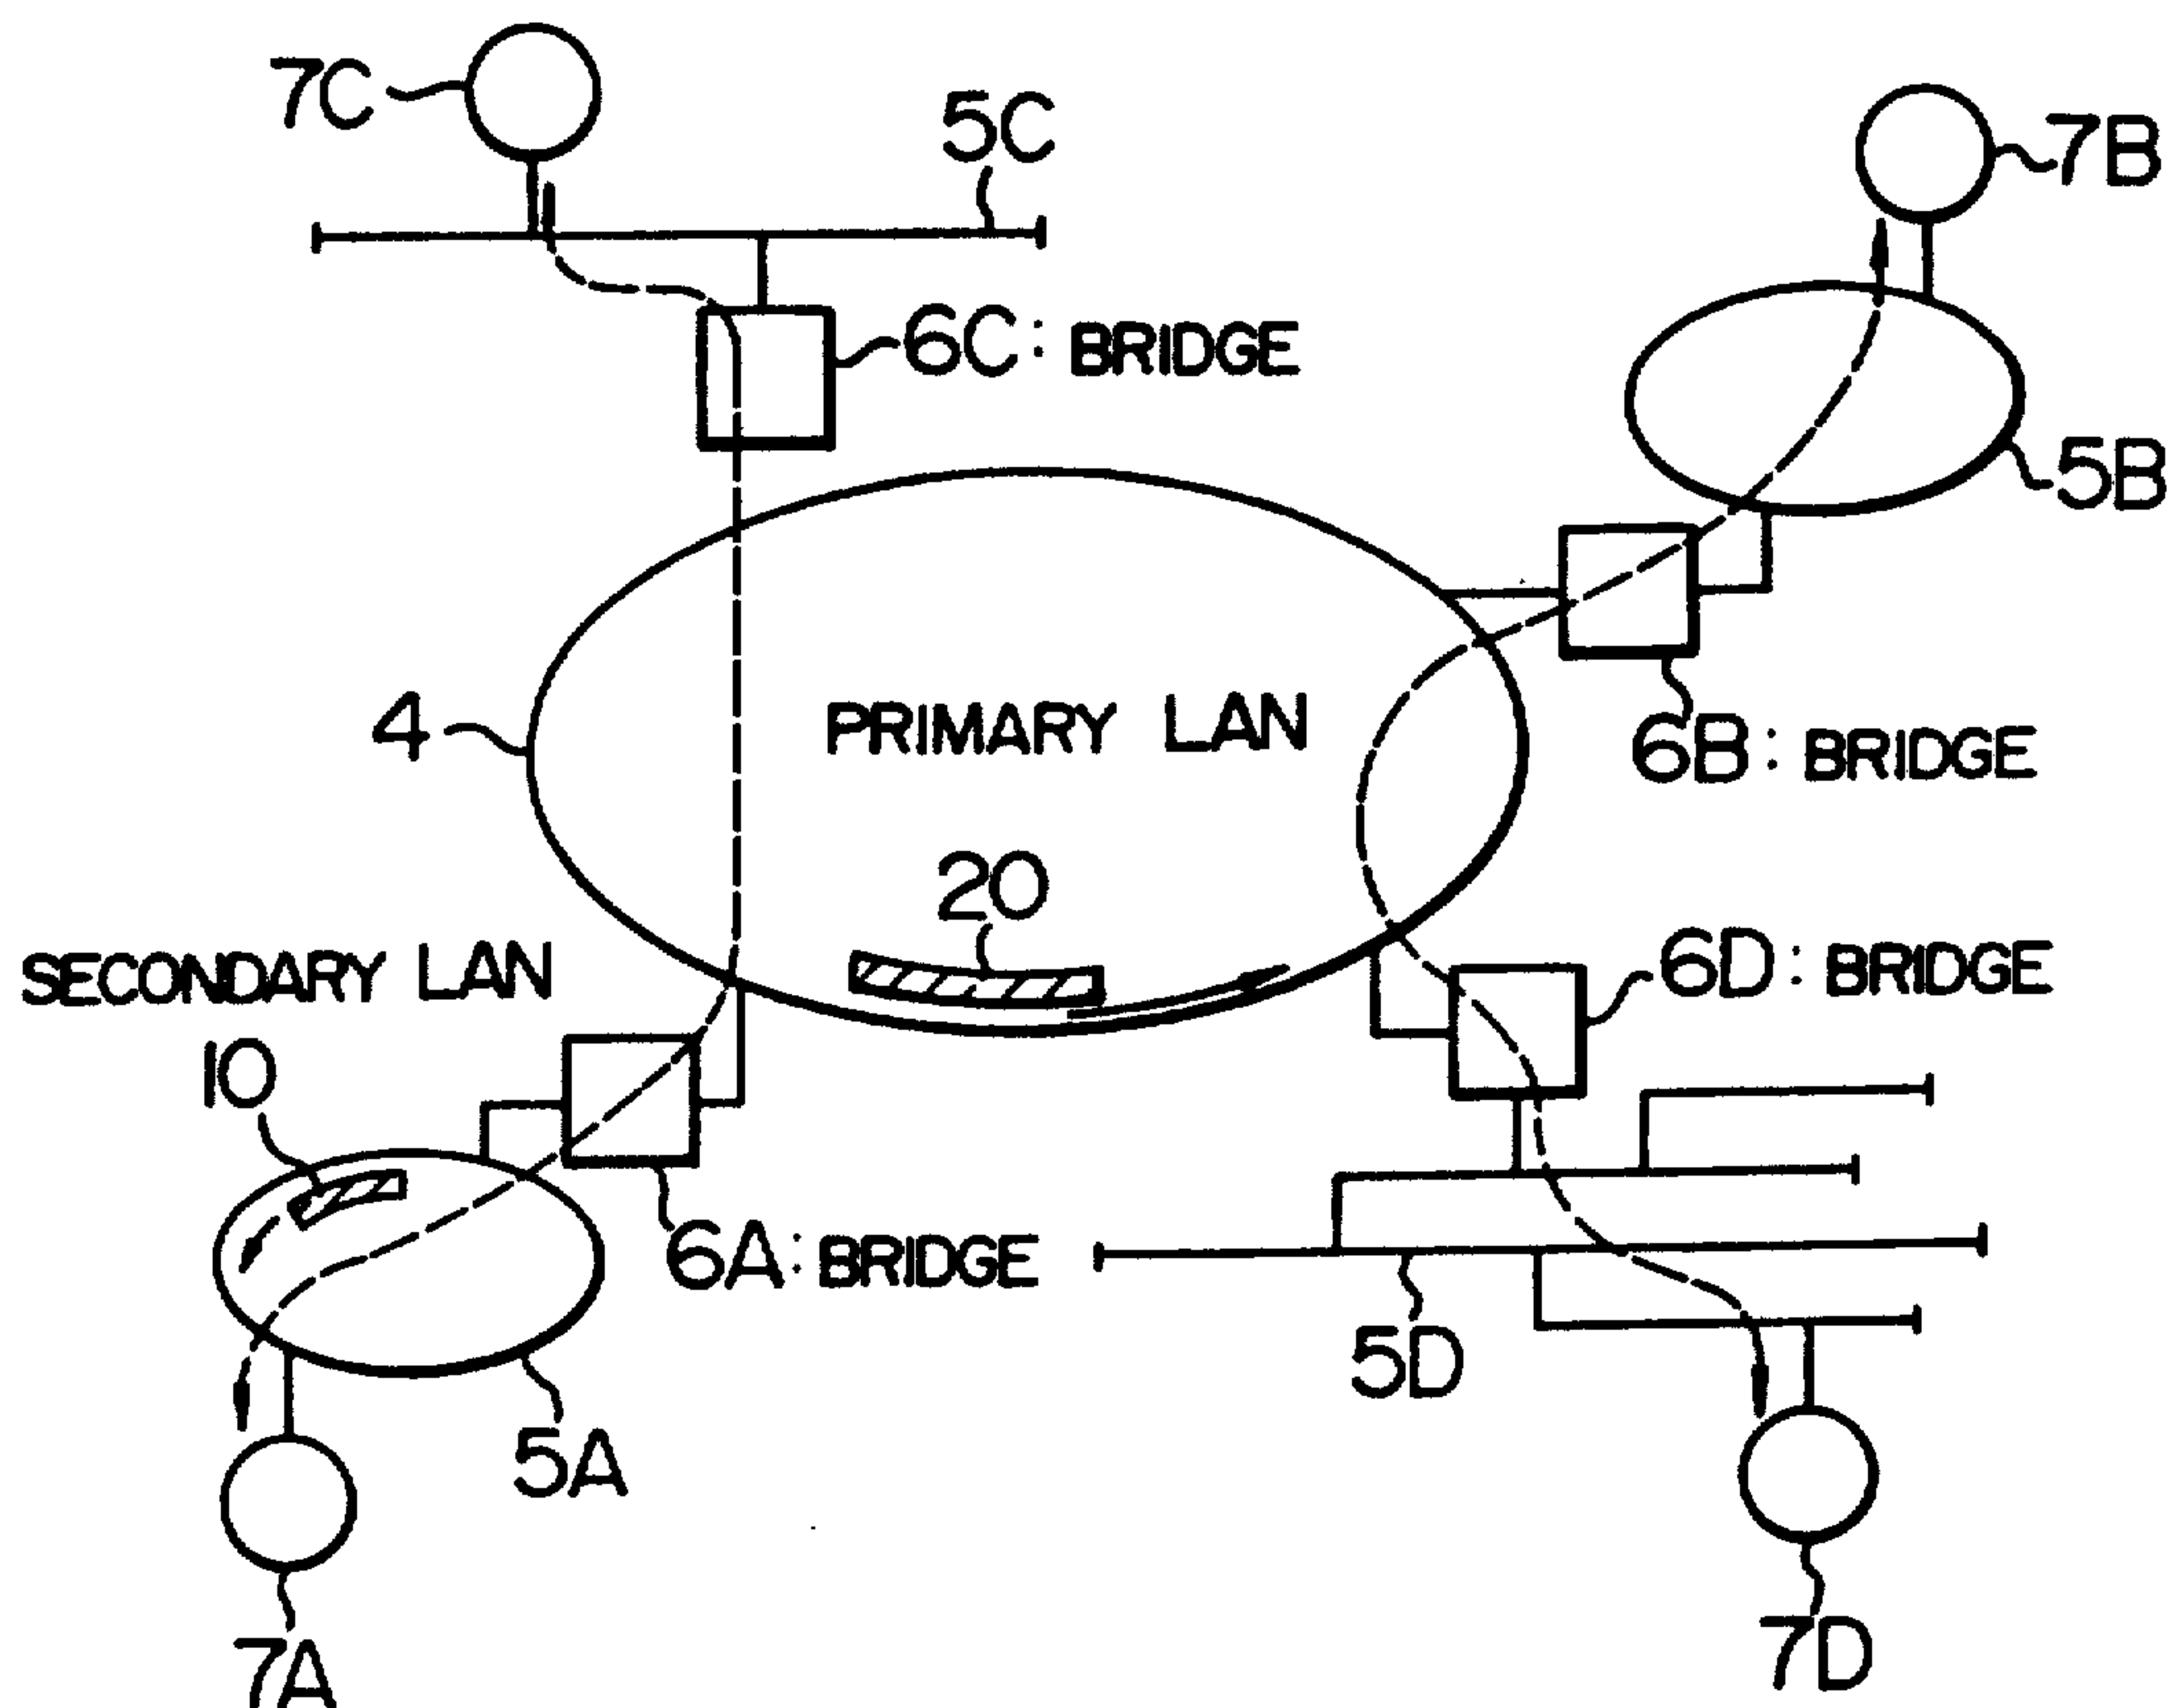 7C
5C
7B
6C: BRIDGE
5B
4
PRIMARY LAN
6B: BRIDGE
20
SECONDARY LAN
6D: BRIDGE
10
6A: BRIDGE
5D
5A
7A
7D